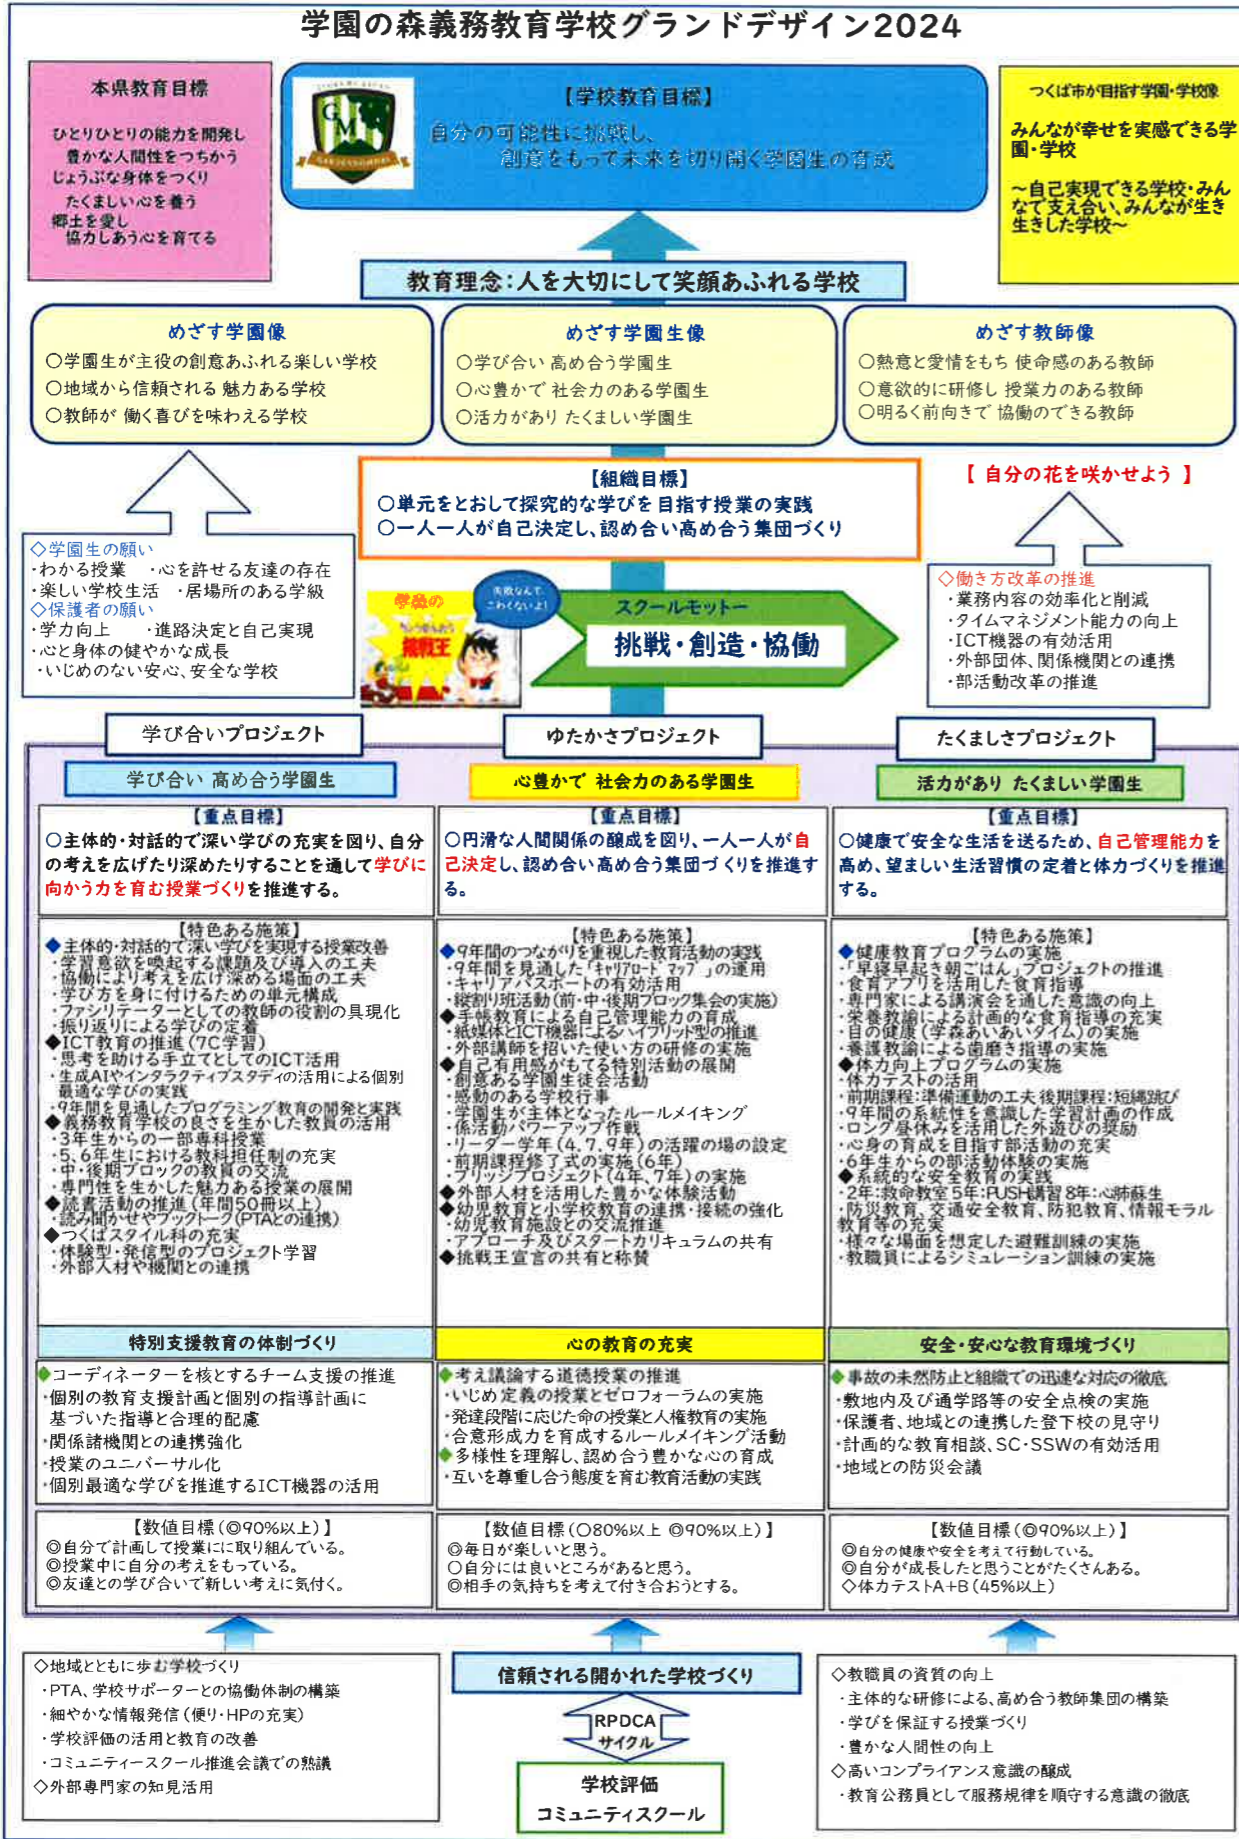 学園の森義務教育学校グランドデザイン2024
本県教育目標
ひとりひとりの能力を開発し
豊かな人間性をつちかう
じょうぶな身体をつくり
たくましい心を養う
郷土を愛し
協力しあう心を育てる
【学校教育目標】
自分の可能性に挑戦し、
創意をもって未来を切り開く学園生の育成
GM
つくば市が目指す学園・学校像
みんなが幸せを実感できる学
園・学校
~自己実現できる学校・みん
なで支え合い、みんなが生き
生きした学校~
教育理念:人を大切にして笑顔あふれる学校
めざす学園像
○学園生が主役の創意あふれる楽しい学校
○地域から信頼される 魅力ある学校
○教師が 働く喜びを味わえる学校
めざす学園生像
○学び合い 高め合う学園生
○心豊かで 社会力のある学園生
○活力があり たくましい学園生
めざす教師像
○熱意と愛情をもち 使命感のある教師
○意欲的に研修し 授業力のある教師
○明るく前向きで 協働のできる教師
【組織目標】
○単元をとおして探究的な学びを目指す授業の実践
○一人一人が自己決定し、認め合い高め合う集団づくり
【 自分の花を咲かせよう 】
◇学園生の願い
・わかる授業 ・心を許せる友達の存在
・楽しい学校生活 ・居場所のある学級
◇保護者の願い
・学力向上 ・進路決定と自己実現
・心と身体の健やかな成長
・いじめのない安心、安全な学校
学森の
挑戦王
失敗なんて
こわくないよ!
スクールモットー
挑戦・創造・協働
◇働き方改革の推進
・業務内容の効率化と削減
・タイムマネジメント能力の向上
・ICT機器の有効活用
・外部団体、関係機関との連携
・部活動改革の推進
学び合いプロジェクト
ゆたかさプロジェクト
たくましさプロジェクト
学び合い 高め合う学園生
【重点目標】
○主体的・対話的で深い学びの充実を図り、自分
の考えを広げたり深めたりすることを通して学びに
向かう力を育む授業づくりを推進する。
【特色ある施策】
◆主体的・対話的で深い学びを実現する授業改善
・学習意欲を喚起する課題及び導入の工夫
・協働により考えを広げ深める場面の工夫
・学び方を身に付けるための単元構成
・ファシリテーターとしての教師の役割の具現化
・振り返りによる学びの定着
◆ICT教育の推進(7C学習)
・思考を助ける手立てとしてのICT活用
・生成AIやインタラクティブスタディの活用による個別
最適な学びの実践
・9年間を見通したプログラミング教育の開発と実践
◆義務教育学校の良さを生かした教員の活用
・3年生からの一部専科授業
・5、6年生における教科担任制の充実
・中・後期ブロックの教員の交流
・専門性を生かした魅力ある授業の展開
◆読書活動の推進(年間50冊以上)
・読み聞かせやブックトーク(PTAとの連携)
◆つくばスタイル科の充実
・体験型・発信型のプロジェクト学習
・外部人材や機関との連携
心豊かで 社会力のある学園生
【重点目標】
○円滑な人間関係の醸成を図り、一人一人が自
己決定し、認め合い高め合う集団づくりを推進す
る。
【特色ある施策】
◆9年間のつながりを重視した教育活動の実践
・9年間を見通した「キャリアロードマップ」の運用
・キャリアパスポートの有効活用
・縦割り班活動(前・中・後期ブロック集会の実施)
◆手帳教育による自己管理能力の育成
・紙媒体とICT機器によるハイブリット型の推進
・外部講師を招いた使い方の研修の実施
◆自己有用感がもてる特別活動の展開
・創意ある学園生徒会活動
・感動のある学校行事
・学園生が主体となったルールメイキング
・係活動パワーアップ作戦
・リーダー学年(4、7、9年)の活躍の場の設定
・前期課程修了式の実施(6年)
・ブリッジプロジェクト(4年、7年)の実施
◆外部人材を活用した豊かな体験活動
◆幼児教育と小学校教育の連携・接続の強化
・幼児教育施設との交流推進
・アプローチ及びスタートカリキュラムの共有
◆挑戦王宣言の共有と称賛
活力があり たくましい学園生
【重点目標】
○健康で安全な生活を送るため、自己管理能力を
高め、望ましい生活習慣の定着と体力づくりを推進
する。
【特色ある施策】
◆健康教育プログラムの実施
・「早寝早起き朝ごはん」プロジェクトの推進
・食育アプリを活用した食育指導
・専門家による講演会を通した意識の向上
・栄養教諭による計画的な食育指導の充実
・目の健康(学森あいあいタイム)の実施
・養護教諭による歯磨き指導の実施
◆体力向上プログラムの実施
・体力テストの活用
・前期課程:準備運動の工夫 後期課程:短縄跳び
・9年間の系統性を意識した学習計画の作成
・ロング昼休みを活用した外遊びの奨励
・心身の育成を目指す部活動の充実
・6年生からの部活動体験の実施
◆系統的な安全教育の実践
・2年:救命教室 5年:PUSH講習 8年:心肺蘇生
・防災教育、交通安全教育、防犯教育、情報モラル
教育等の充実
・様々な場面を想定した避難訓練の実施
・教職員によるシミュレーション訓練の実施
特別支援教育の体制づくり
◆コーディネーターを核とするチーム支援の推進
・個別の教育支援計画と個別の指導計画に
基づいた指導と合理的配慮
・関係諸機関との連携強化
・授業のユニバーサル化
・個別最適な学びを推進するICT機器の活用
心の教育の充実
◆考え議論する道徳授業の推進
・いじめ定義の授業とゼロフォーラムの実施
・発達段階に応じた命の授業と人権教育の実施
・合意形成力を育成するルールメイキング活動
◆多様性を理解し、認め合う豊かな心の育成
・互いを尊重し合う態度を育む教育活動の実践
安全・安心な教育環境づくり
◆事故の未然防止と組織での迅速な対応の徹底
・敷地内及び通学路等の安全点検の実施
・保護者、地域との連携した登下校の見守り
・計画的な教育相談、SC・SSWの有効活用
・地域との防災会議
【数値目標(◎90%以上)】
◎自分で計画して授業にに取り組んでいる。
◎授業中に自分の考えをもっている。
◎友達との学び合いで新しい考えに気付く。
【数値目標(○80%以上 ◎90%以上)】
◎毎日が楽しいと思う。
○自分には良いところがあると思う。
◎相手の気持ちを考えて付き合おうとする。
【数値目標(◎90%以上)】
◎自分の健康や安全を考えて行動している。
◎自分が成長したと思うことがたくさんある。
◇体力テストA+B(45%以上)
◇地域とともに歩む学校づくり
・PTA、学校サポーターとの協働体制の構築
・細やかな情報発信(便り・HPの充実)
・学校評価の活用と教育の改善
・コミュニティースクール推進会議での熟議
◇外部専門家の知見活用
信頼される開かれた学校づくり
RPDCA
サイクル
学校評価
コミュニティスクール
◇教職員の資質の向上
・主体的な研修による、高め合う教師集団の構築
・学びを保証する授業づくり
・豊かな人間性の向上
◇高いコンプライアンス意識の醸成
・教育公務員として服務規律を順守する意識の徹底